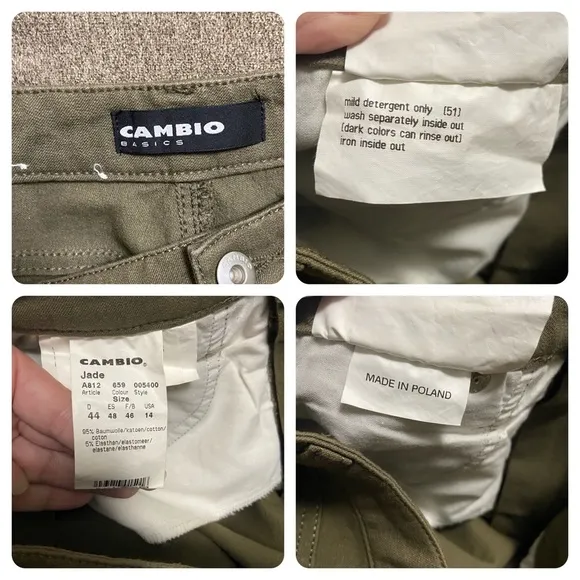 CAMBIO
BASICS
mild detergent only [51]
wash separately inside out
[dark colors can rinse out]
iron inside out
CAMBIO®
Jade
A812 659 005400
Article Colour Style
Size
D ES F/B USA
44 48 46 14
95% Baumwolle/katoen/cotton/
coton
5% Elasthan/elastomeer/
elastane/elasthanne
MADE IN POLAND